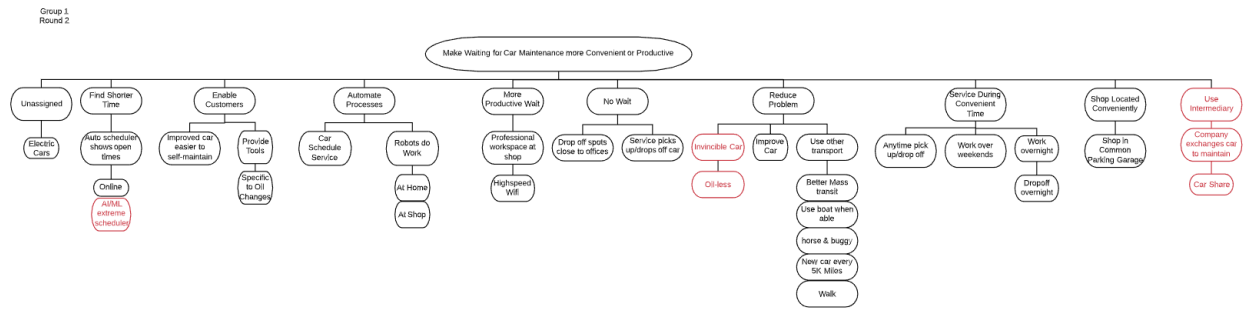 Group 1
Round 2
Make Waiting for Car Maintenance more Convenient or Productive
Unassigned
Electric
Cars
Find Shorter
Time
Auto scheduler
shows open
times
Online
AI/ML
extreme
scheduler
Enable
Customers
Improved car
easier to
self-maintain
Provide
Tools
Specific
to Oil
Changes
Automate
Processes
Car
Schedule
Service
Robots do
Work
At Home
At Shop
More
Productive Wait
Professional
workspace at
shop
Highspeed
Wifi
No Wait
Drop off spots
close to offices
Service picks
up/drops off car
Reduce
Problem
Invincible Car
Oil-less
Improve
Car
Use other
transport
Better Mass
transit
Use boat when
able
horse & buggy
New car every
5K Miles
Walk
Service During
Convenient
Time
Anytime pick
up/drop off
Work over
weekends
Work
overnight
Dropoff
overnight
Shop Located
Conveniently
Shop in
Common
Parking Garage
Use
Intermediary
Company
exchanges car
to maintain
Car Share